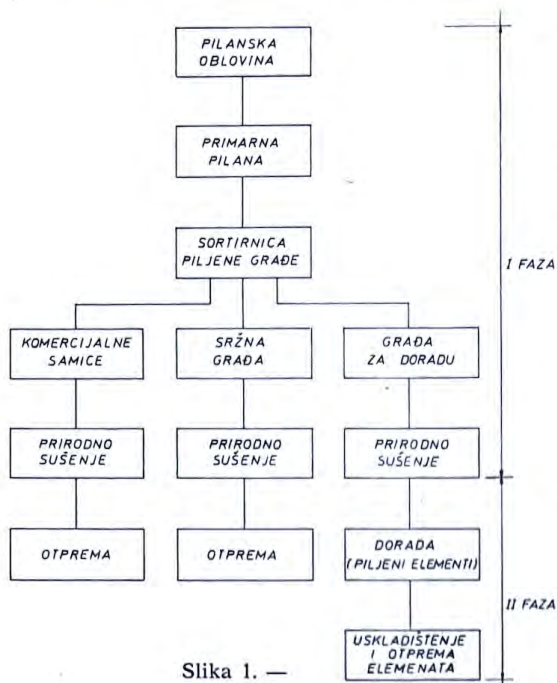 PILANSKA
OBLOVINA
PRIMARNA
PILANA
SORTIRNICA
PILJENE GRAĐE
I FAZA
KOMERCIJALNE
SAMICE
SRŽNA
GRAĐA
GRAĐA
ZA DORADU
PRIRODNO
SUŠENJE
PRIRODNO
SUŠENJE
PRIRODNO
SUŠENJE
OTPREMA
OTPREMA
DORADA
(PILJENI ELEMENTI)
II FAZA
USKLADIŠTENJE
I OTPREMA
ELEMENATA
Slika 1. —